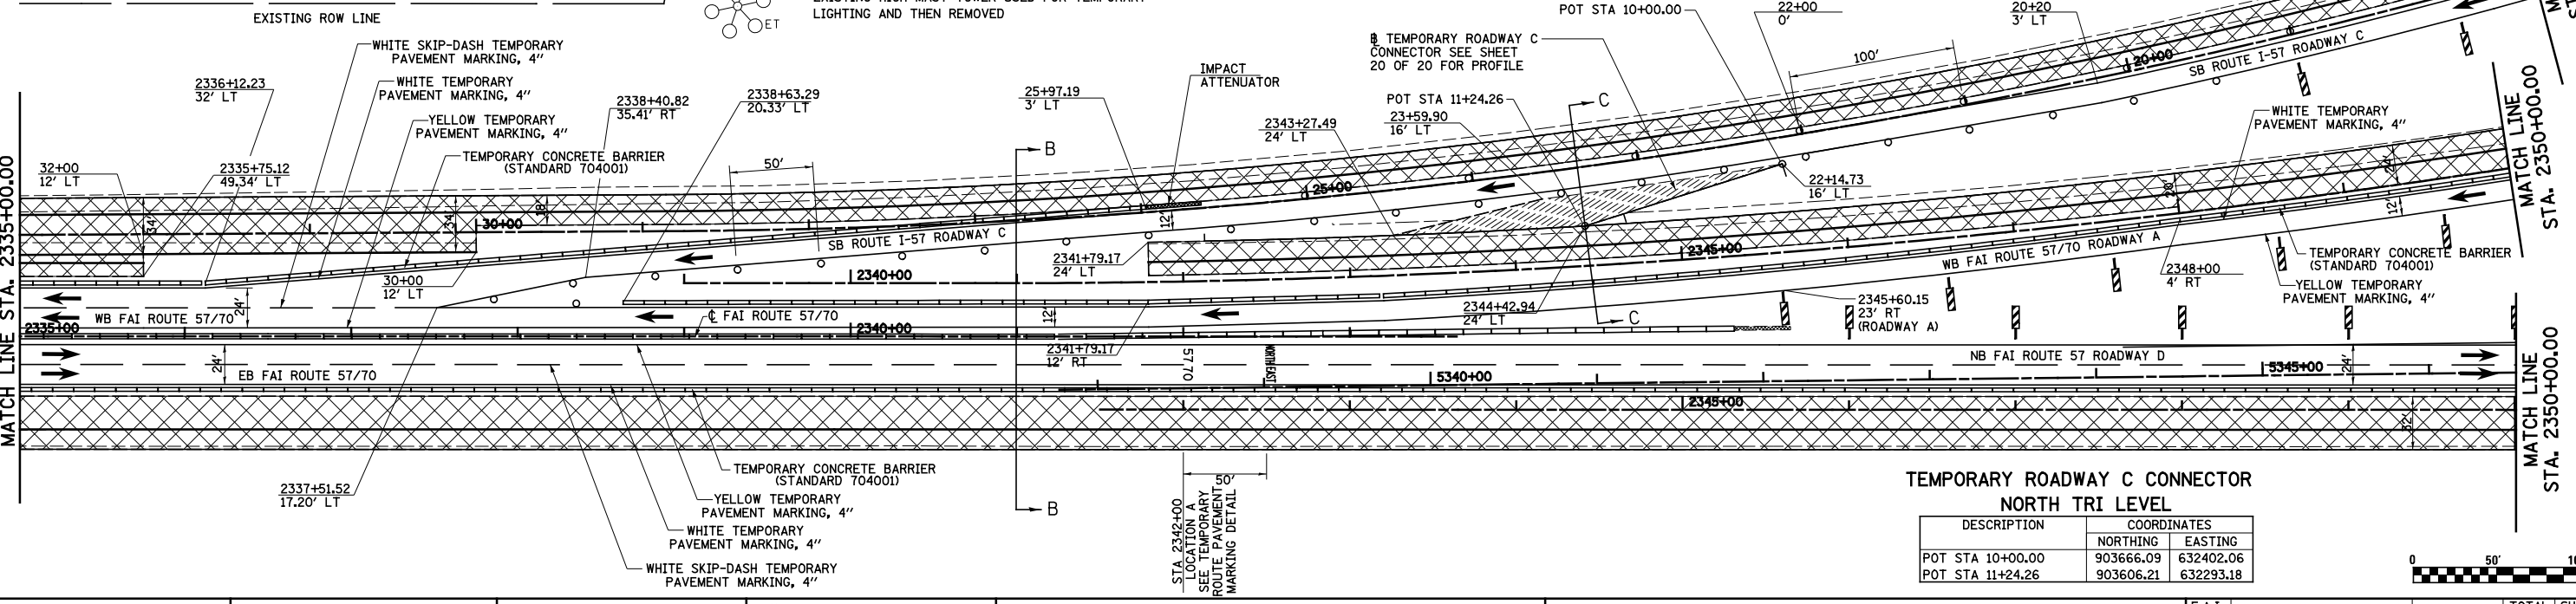 EXISTING ROW LINE
ET
LIGHTING AND THEN REMOVED
WHITE SKIP-DASH TEMPORARY
PAVEMENT MARKING, 4"
WHITE TEMPORARY
PAVEMENT MARKING, 4"
YELLOW TEMPORARY
PAVEMENT MARKING, 4"
TEMPORARY CONCRETE BARRIER
(STANDARD 704001)
2336+12.23
32' LT
32+00
12' LT
2335+75.12
49.34' LT
2338+40.82
35.41' RT
2338+63.29
20.33' LT
25+97.19
3' LT
IMPACT
ATTENUATOR
TEMPORARY ROADWAY C
CONNECTOR SEE SHEET
20 OF 20 FOR PROFILE
POT STA 10+00.00
22+00
0'
20+20
3' LT
POT STA 11+24.26
23+59.90
16' LT
2343+27.49
24' LT
100'
50'
B
C
20+00
SB ROUTE I-57 ROADWAY C
WHITE TEMPORARY
PAVEMENT MARKING, 4"
MATCH LINE
STA. 2350+00.00
22+14.73
16' LT
34'
34'
18'
30+00
25+00
12'
SB ROUTE I-57 ROADWAY C
2341+79.17
24' LT
2345+00
WB FAI ROUTE 57/70 ROADWAY A
12'
TEMPORARY CONCRETE BARRIER
(STANDARD 704001)
YELLOW TEMPORARY
PAVEMENT MARKING, 4"
2348+00
4' RT
2345+60.15
23' RT
(ROADWAY A)
2344+42.94
24' LT
30+00
12' LT
2340+00
24'
WB FAI ROUTE 57/70
2335+00
℄ FAI ROUTE 57/70
2340+00
12'
C
2341+79.17
12' RT
24'
EB FAI ROUTE 57/70
57/70
5340+00
NB FAI ROUTE 57 ROADWAY D
5345+00
24'
2345+00
32'
MATCH LINE STA. 2335+00.00
MATCH LINE
STA. 2350+00.00
2337+51.52
17.20' LT
TEMPORARY CONCRETE BARRIER
(STANDARD 704001)
YELLOW TEMPORARY
PAVEMENT MARKING, 4"
WHITE TEMPORARY
PAVEMENT MARKING, 4"
WHITE SKIP-DASH TEMPORARY
PAVEMENT MARKING, 4"
B
50'
STA 2342+00
LOCATION A
SEE TEMPORARY
ROUTE PAVEMENT
MARKING DETAIL
TEMPORARY ROADWAY C CONNECTOR
NORTH TRI LEVEL
DESCRIPTION COORDINATES
NORTHING EASTING
POT STA 10+00.00 903666.09 632402.06
POT STA 11+24.26 903606.21 632293.18
0 50'